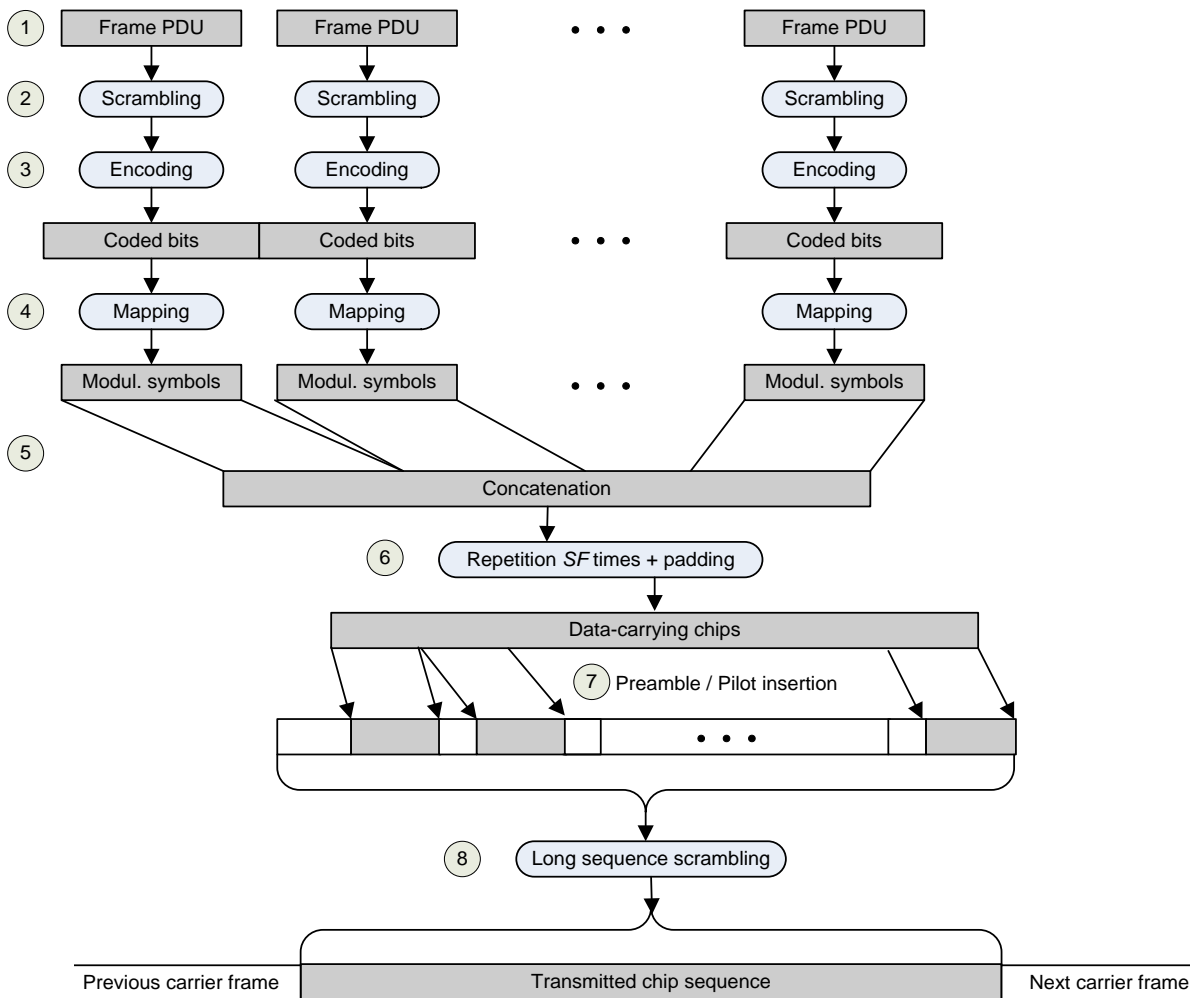 1 Frame PDU Frame PDU • • • Frame PDU
2 Scrambling Scrambling Scrambling
3 Encoding Encoding Encoding
Coded bits Coded bits • • • Coded bits
4 Mapping Mapping Mapping
Modul. symbols Modul. symbols • • • Modul. symbols
5
Concatenation
6 Repetition SF times + padding
Data-carrying chips
7 Preamble / Pilot insertion
• • •
8 Long sequence scrambling
Previous carrier frame Transmitted chip sequence Next carrier frame